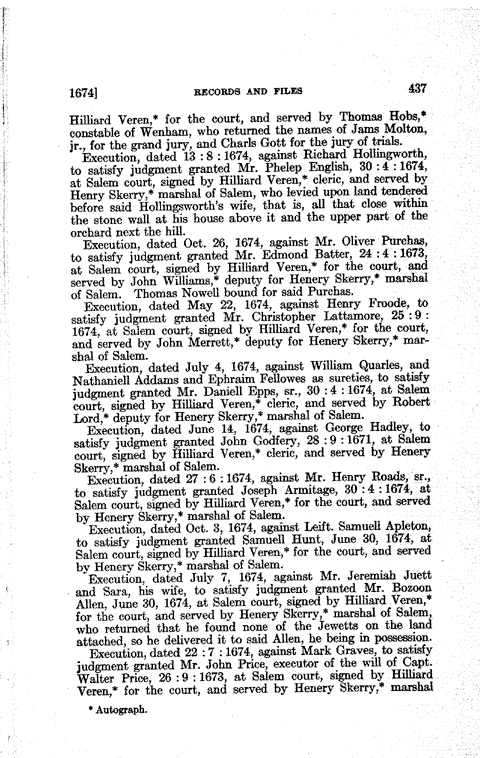 1674] RECORDS AND FILES 437
Hilliard Veren,* for the court, and served by Thomas Hobs,*
constable of Wenham, who returned the names of Jams Molton,
jr., for the grand jury, and Charls Gott for the jury of trials.
Execution, dated 13 : 8 : 1674, against Richard Hollingworth,
to satisfy judgment granted Mr. Phelep English, 30 : 4 : 1674,
at Salem court, signed by Hilliard Veren,* cleric, and served by
Henry Skerry,* marshal of Salem, who levied upon land tendered
before said Hollingsworth's wife, that is, all that close within
the stone wall at his house above it and the upper part of the
orchard next the hill.
Execution, dated Oct. 26, 1674, against Mr. Oliver Purchas,
to satisfy judgment granted Mr. Edmond Batter, 24 : 4 : 1673,
at Salem court, signed by Hilliard Veren,* for the court, and
served by John Williams,* deputy for Henery Skerry,* marshal
of Salem. Thomas Nowell bound for said Purchas.
Execution, dated May 22, 1674, against Henry Froode, to
satisfy judgment granted Mr. Christopher Lattamore, 25 : 9 :
1674, at Salem court, signed by Hilliard Veren,* for the court,
and served by John Merrett,* deputy for Henery Skerry,* mar-
shal of Salem.
Execution, dated July 4, 1674, against William Quarles, and
Nathaniell Addams and Ephraim Fellowes as sureties, to satisfy
judgment granted Mr. Daniell Epps, sr., 30 : 4 : 1674, at Salem
court, signed by Hilliard Veren,* cleric, and served by Robert
Lord,* deputy for Henery Skerry,* marshal of Salem.
Execution, dated June 14, 1674, against George Hadley, to
satisfy judgment granted John Godfery, 28 : 9 : 1671, at Salem
court, signed by Hilliard Veren,* cleric, and served by Henery
Skerry,* marshal of Salem.
Execution, dated 27 : 6 : 1674, against Mr. Henry Roads, sr.,
to satisfy judgment granted Joseph Armitage, 30 : 4 : 1674, at
Salem court, signed by Hilliard Veren,* for the court, and served
by Henery Skerry,* marshal of Salem.
Execution, dated Oct. 3, 1674, against Leift. Samuell Apleton,
to satisfy judgment granted Samuell Hunt, June 30, 1674, at
Salem court, signed by Hilliard Veren,* for the court, and served
by Henery Skerry,* marshal of Salem.
Execution, dated July 7, 1674, against Mr. Jeremiah Juett
and Sara, his wife, to satisfy judgment granted Mr. Bozoon
Allen, June 30, 1674, at Salem court, signed by Hilliard Veren,*
for the court, and served by Henery Skerry,* marshal of Salem,
who returned that he found none of the Jewetts on the land
attached, so he delivered it to said Allen, he being in possession.
Execution, dated 22 : 7 : 1674, against Mark Graves, to satisfy
judgment granted Mr. John Price, executor of the will of Capt.
Walter Price, 26 : 9 : 1673, at Salem court, signed by Hilliard
Veren,* for the court, and served by Henery Skerry,* marshal
* Autograph.